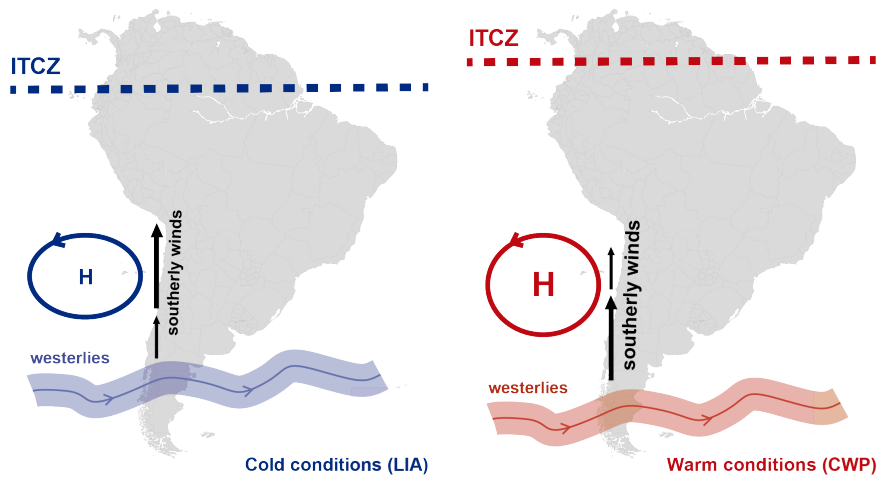 ITCZ
H
southerly winds
westerlies
Cold conditions (LIA)
ITCZ
H
southerly winds
westerlies
Warm conditions (CWP)